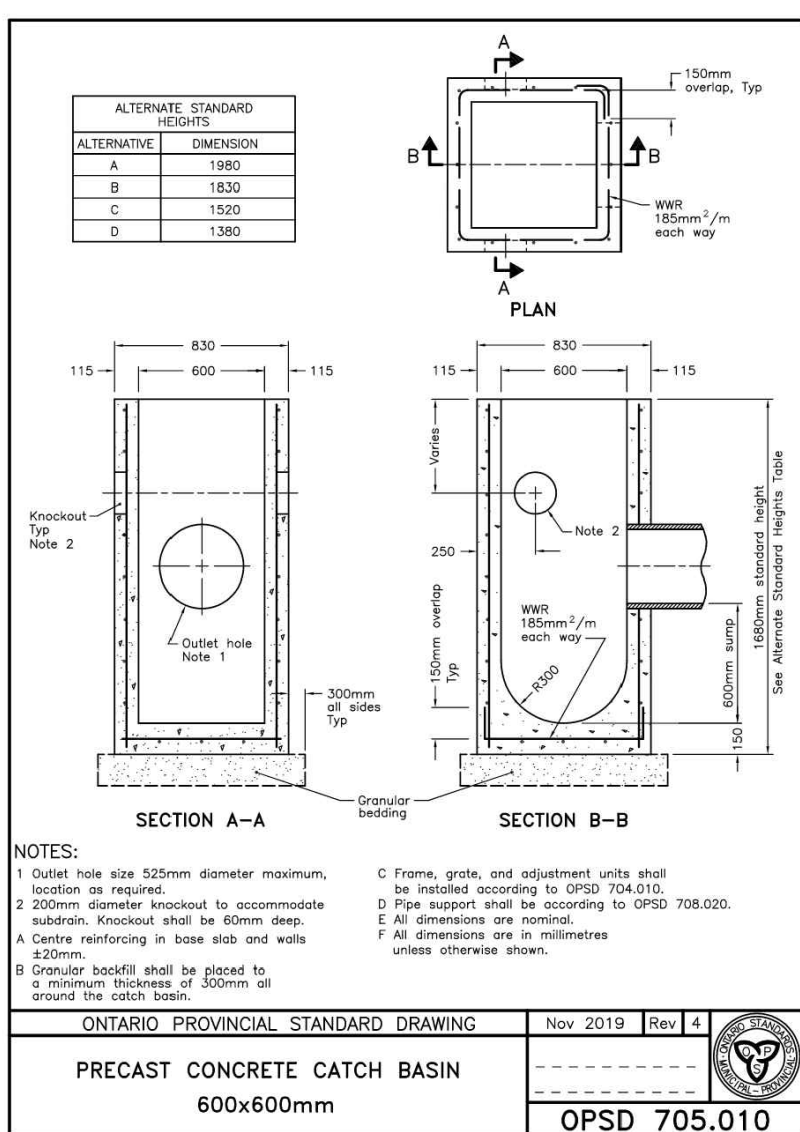 ALTERNATE STANDARD
HEIGHTS
ALTERNATIVE DIMENSION
A 1980
B 1830
C 1520
D 1380
A
150mm
overlap, Typ
B B
WWR
185mm²/m
each way
A
PLAN
830
115 600 115
Knockout
Typ
Note 2
Outlet hole
Note 1
300mm
all sides
Typ
SECTION A-A
830
115 600 115
Varies
Note 2
250
WWR
185mm²/m
each way
150mm overlap
Typ
R300
600mm sump
150
1680mm standard height
See Alternate Standard Heights Table
Granular
bedding
SECTION B-B
NOTES:
1 Outlet hole size 525mm diameter maximum,
location as required.
2 200mm diameter knockout to accommodate
subdrain. Knockout shall be 60mm deep.
A Centre reinforcing in base slab and walls
±20mm.
B Granular backfill shall be placed to
a minimum thickness of 300mm all
around the catch basin.
C Frame, grate, and adjustment units shall
be installed according to OPSD 704.010.
D Pipe support shall be according to OPSD 708.020.
E All dimensions are nominal.
F All dimensions are in millimetres
unless otherwise shown.
ONTARIO PROVINCIAL STANDARD DRAWING
Nov 2019 Rev 4
PRECAST CONCRETE CATCH BASIN
600x600mm
OPSD 705.010
ONTARIO STANDARDS
MUNICIPAL - PROVINCIAL
O P
S